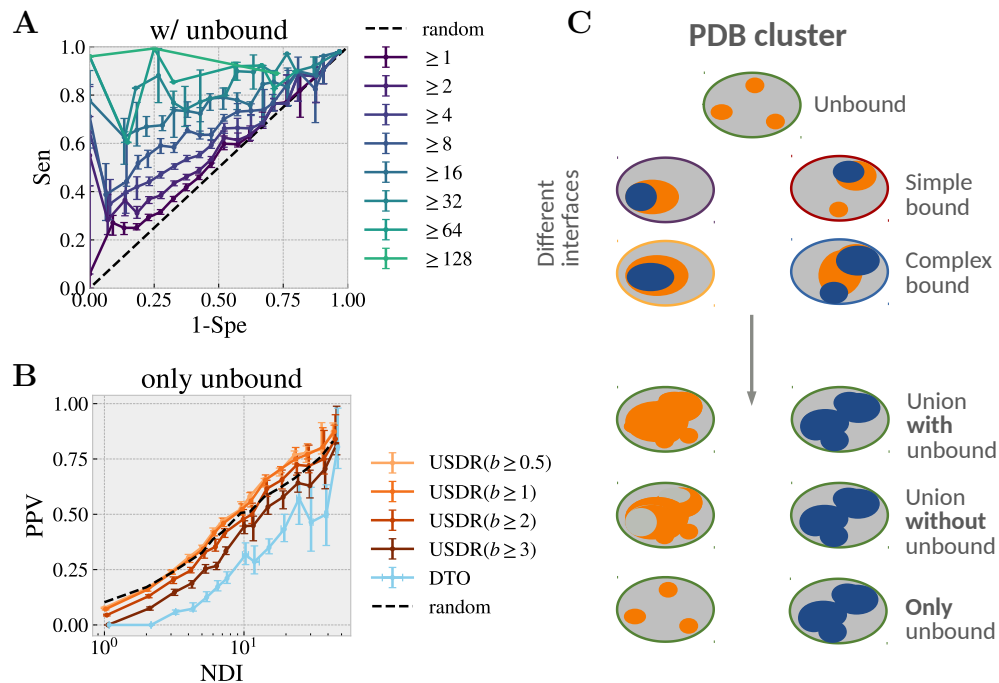 A
w/ unbound
1.0
0.8
0.6
0.4
0.2
0.0
Sen
0.00
0.25
0.50
0.75
1.00
1-Spe
random
≥ 1
≥ 2
≥ 4
≥ 8
≥ 16
≥ 32
≥ 64
≥ 128
B
only unbound
1.00
0.75
0.50
0.25
0.00
PPV
10⁰
10¹
NDI
USDR(b ≥ 0.5)
USDR(b ≥ 1)
USDR(b ≥ 2)
USDR(b ≥ 3)
DTO
random
C
PDB cluster
Unbound
Different
interfaces
Simple
bound
Complex
bound
Union
with
unbound
Union
without
unbound
Only
unbound